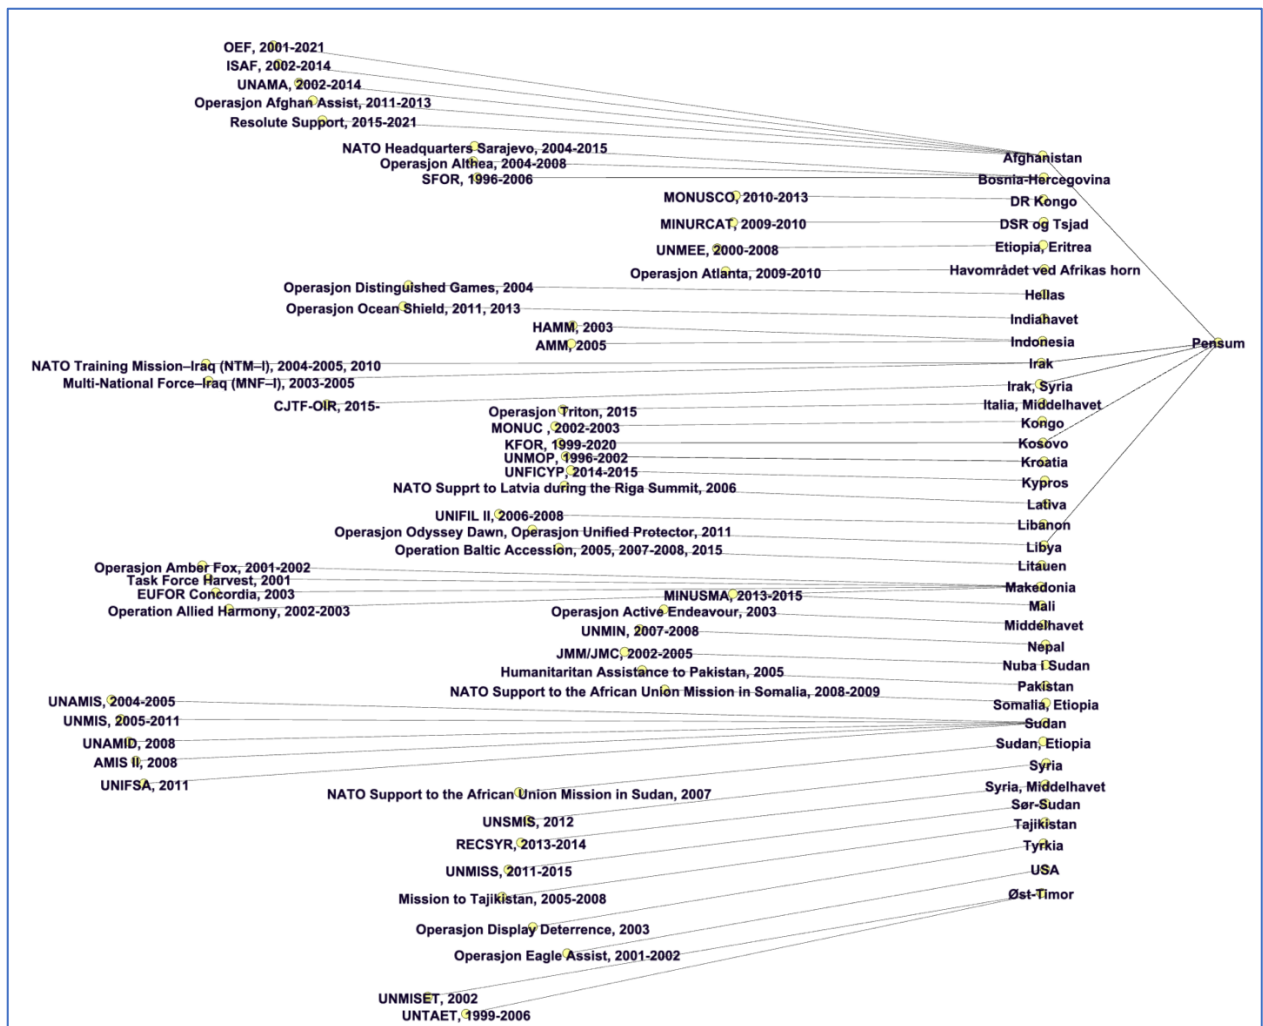 OEF, 2001-2021
ISAF, 2002-2014
UNAMA, 2002-2014
Operasjon Afghan Assist, 2011-2013
Resolute Support, 2015-2021
NATO Headquarters Sarajevo, 2004-2015
Operasjon Althea, 2004-2008
SFOR, 1996-2006
MONUSCO, 2010-2013
MINURCAT, 2009-2010
UNMEE, 2000-2008
Operasjon Atlanta, 2009-2010
Operasjon Distinguished Games, 2004
Operasjon Ocean Shield, 2011, 2013
HAMM, 2003
AMM, 2005
NATO Training Mission–Iraq (NTM–I), 2004-2005, 2010
Multi-National Force–Iraq (MNF–I), 2003-2005
CJTF-OIR, 2015-
Operasjon Triton, 2015
MONUC , 2002-2003
KFOR, 1999-2020
UNMOP, 1996-2002
UNFICYP, 2014-2015
NATO Supprt to Latvia during the Riga Summit, 2006
UNIFIL II, 2006-2008
Operasjon Odyssey Dawn, Operasjon Unified Protector, 2011
Operation Baltic Accession, 2005, 2007-2008, 2015
Operasjon Amber Fox, 2001-2002
Task Force Harvest, 2001
EUFOR Concordia, 2003
Operation Allied Harmony, 2002-2003
MINUSMA, 2013-2015
Operasjon Active Endeavour, 2003
UNMIN, 2007-2008
JMM/JMC, 2002-2005
Humanitaritan Assistance to Pakistan, 2005
NATO Support to the African Union Mission in Somalia, 2008-2009
UNAMIS, 2004-2005
UNMIS, 2005-2011
UNAMID, 2008
AMIS II, 2008
UNIFSA, 2011
NATO Support to the African Union Mission in Sudan, 2007
UNSMIS, 2012
RECSYR, 2013-2014
UNMISS, 2011-2015
Mission to Tajikistan, 2005-2008
Operasjon Display Deterrence, 2003
Operasjon Eagle Assist, 2001-2002
UNMISET, 2002
UNTAET, 1999-2006
Afghanistan
Bosnia-Hercegovina
DR Kongo
DSR og Tsjad
Etiopia, Eritrea
Havområdet ved Afrikas horn
Hellas
Indiahavet
Indonesia
Irak
Irak, Syria
Italia, Middelhavet
Kongo
Kosovo
Kroatia
Kypros
Lativa
Libanon
Libya
Litauen
Makedonia
Mali
Middelhavet
Nepal
Nuba i Sudan
Pakistan
Somalia, Etiopia
Sudan
Sudan, Etiopia
Syria
Syria, Middelhavet
Sør-Sudan
Tajikistan
Tyrkia
USA
Øst-Timor
Pensum